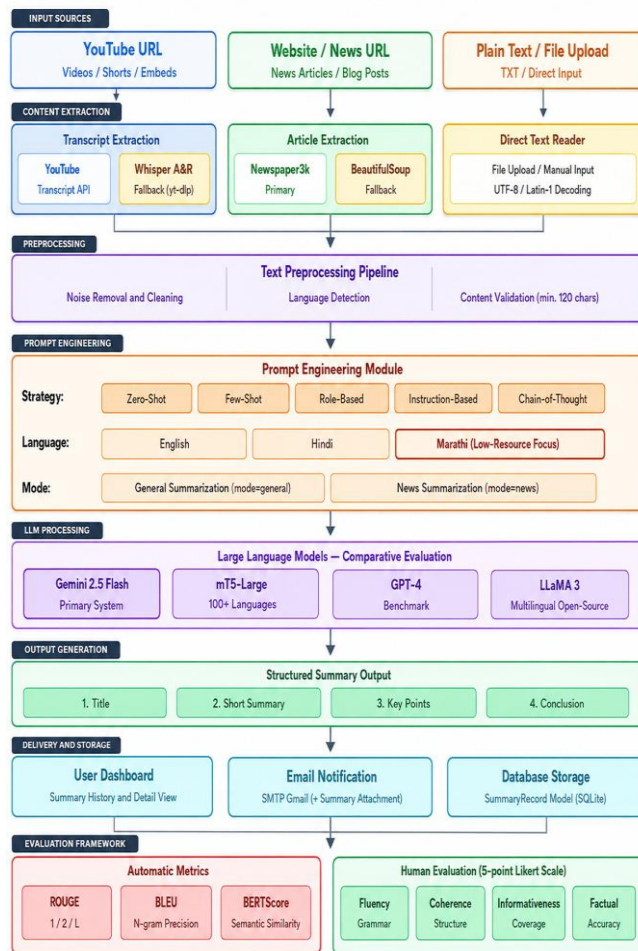 INPUT SOURCES
YouTube URL
Videos / Shorts / Embeds
Website / News URL
News Articles / Blog Posts
Plain Text / File Upload
TXT / Direct Input
CONTENT EXTRACTION
Transcript Extraction
YouTube
Transcript API
Whisper A&R
Fallback (yt-dlp)
Article Extraction
Newspaper3k
Primary
BeautifulSoup
Fallback
Direct Text Reader
File Upload / Manual Input
UTF-8 / Latin-1 Decoding
PREPROCESSING
Text Preprocessing Pipeline
Noise Removal and Cleaning
Language Detection
Content Validation (min. 120 chars)
PROMPT ENGINEERING
Prompt Engineering Module
Strategy:
Zero-Shot
Few-Shot
Role-Based
Instruction-Based
Chain-of-Thought
Language:
English
Hindi
Marathi (Low-Resource Focus)
Mode:
General Summarization (mode=general)
News Summarization (mode=news)
LLM PROCESSING
Large Language Models — Comparative Evaluation
Gemini 2.5 Flash
Primary System
mT5-Large
100+ Languages
GPT-4
Benchmark
LLaMA 3
Multilingual Open-Source
OUTPUT GENERATION
Structured Summary Output
1. Title
2. Short Summary
3. Key Points
4. Conclusion
DELIVERY AND STORAGE
User Dashboard
Summary History and Detail View
Email Notification
SMTP Gmail (+ Summary Attachment)
Database Storage
SummaryRecord Model (SQLite)
EVALUATION FRAMEWORK
Automatic Metrics
ROUGE
1 / 2 / L
BLEU
N-gram Precision
BERTScore
Semantic Similarity
Human Evaluation (5-point Likert Scale)
Fluency
Grammar
Coherence
Structure
Informativeness
Coverage
Factual
Accuracy